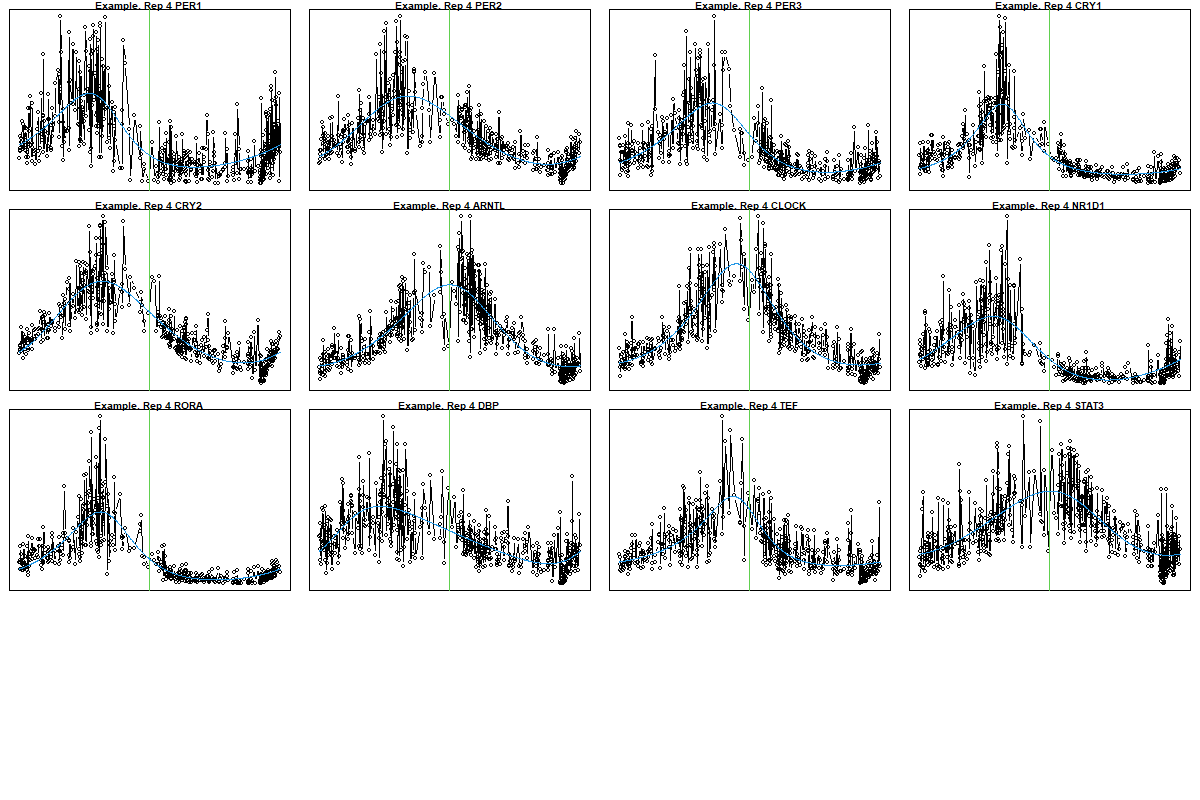 Example, Rep 4 PER1
Example, Rep 4 PER2
Example, Rep 4 PER3
Example, Rep 4 CRY1
Example, Rep 4 CRY2
Example, Rep 4 ARNTL
Example, Rep 4 CLOCK
Example, Rep 4 NR1D1
Example, Rep 4 RORA
Example, Rep 4 DBP
Example, Rep 4 TEF
Example, Rep 4 STAT3